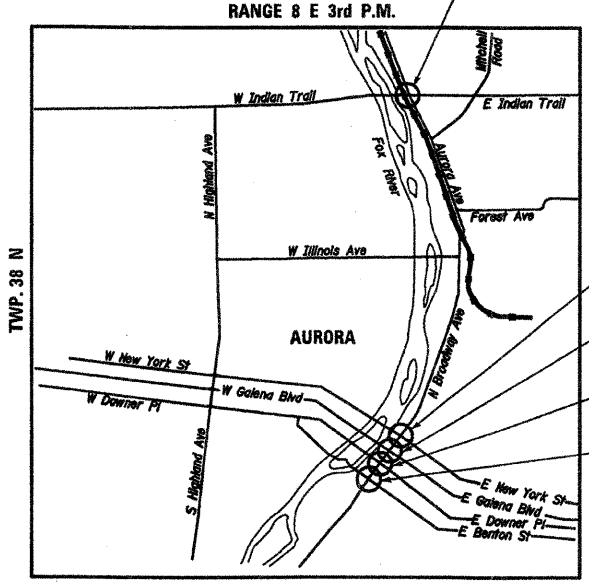 RANGE 8 E 3rd P.M.
TWP. 38 N
Mitchell
Road
W Indian Trail
E Indian Trail
N Highland Ave
Fox River
Aurora Ave
Forest Ave
W Illinois Ave
AURORA
N Broadway Ave
W New York St
W Galena Blvd
W Downer Pl
S Highland Ave
E New York St
E Galena Blvd
E Downer Pl
E Benton St